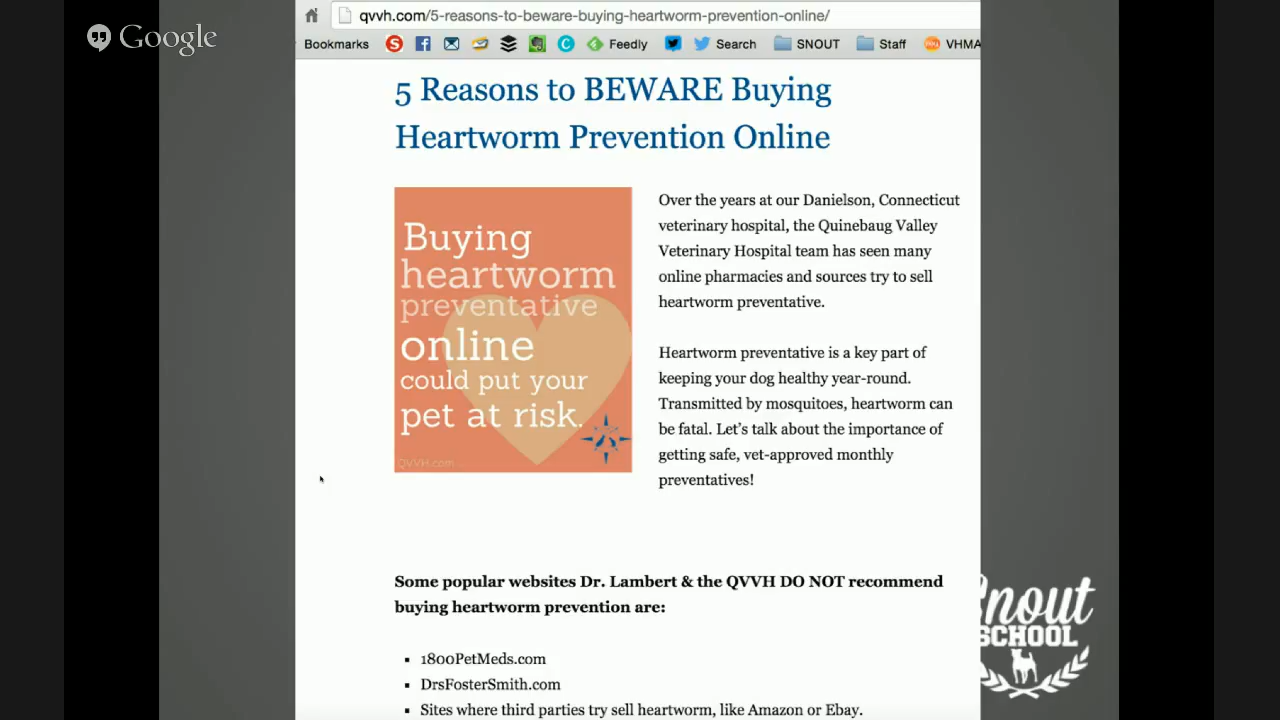 Google
qvvh.com/5-reasons-to-beware-buying-heartworm-prevention-online/
Bookmarks
Feedly
Search
SNOUT
Staff
VHMA
5 Reasons to BEWARE Buying
Heartworm Prevention Online
Buying
heartworm
preventative
online
could put your
pet at risk.
QVVH.com
Over the years at our Danielson, Connecticut
veterinary hospital, the Quinebaug Valley
Veterinary Hospital team has seen many
online pharmacies and sources try to sell
heartworm preventative.
Heartworm preventative is a key part of
keeping your dog healthy year-round.
Transmitted by mosquitoes, heartworm can
be fatal. Let's talk about the importance of
getting safe, vet-approved monthly
preventatives!
Some popular websites Dr. Lambert & the QVVH DO NOT recommend
buying heartworm prevention are:
▪ 1800PetMeds.com
▪ DrsFosterSmith.com
▪ Sites where third parties try sell heartworm, like Amazon or Ebay.
Snout
SCHOOL